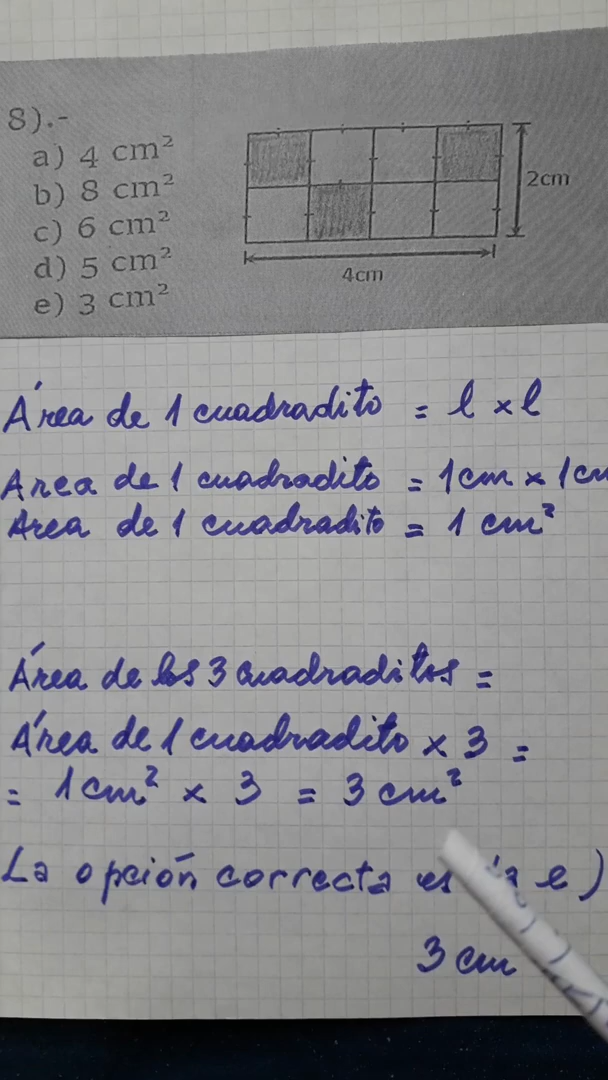 8).-
a) 4 cm²
b) 8 cm²
c) 6 cm²
d) 5 cm²
e) 3 cm²
2cm
4cm
Área de 1 cuadradito = l x l
Area de 1 cuadradito = 1cm x 1cm
Area de 1 cuadradito = 1 cm²
Área de los 3 cuadraditos =
Área de 1 cuadradito x 3 =
= 1cm² x 3 = 3 cm²
La opción correcta es e)
3 cm